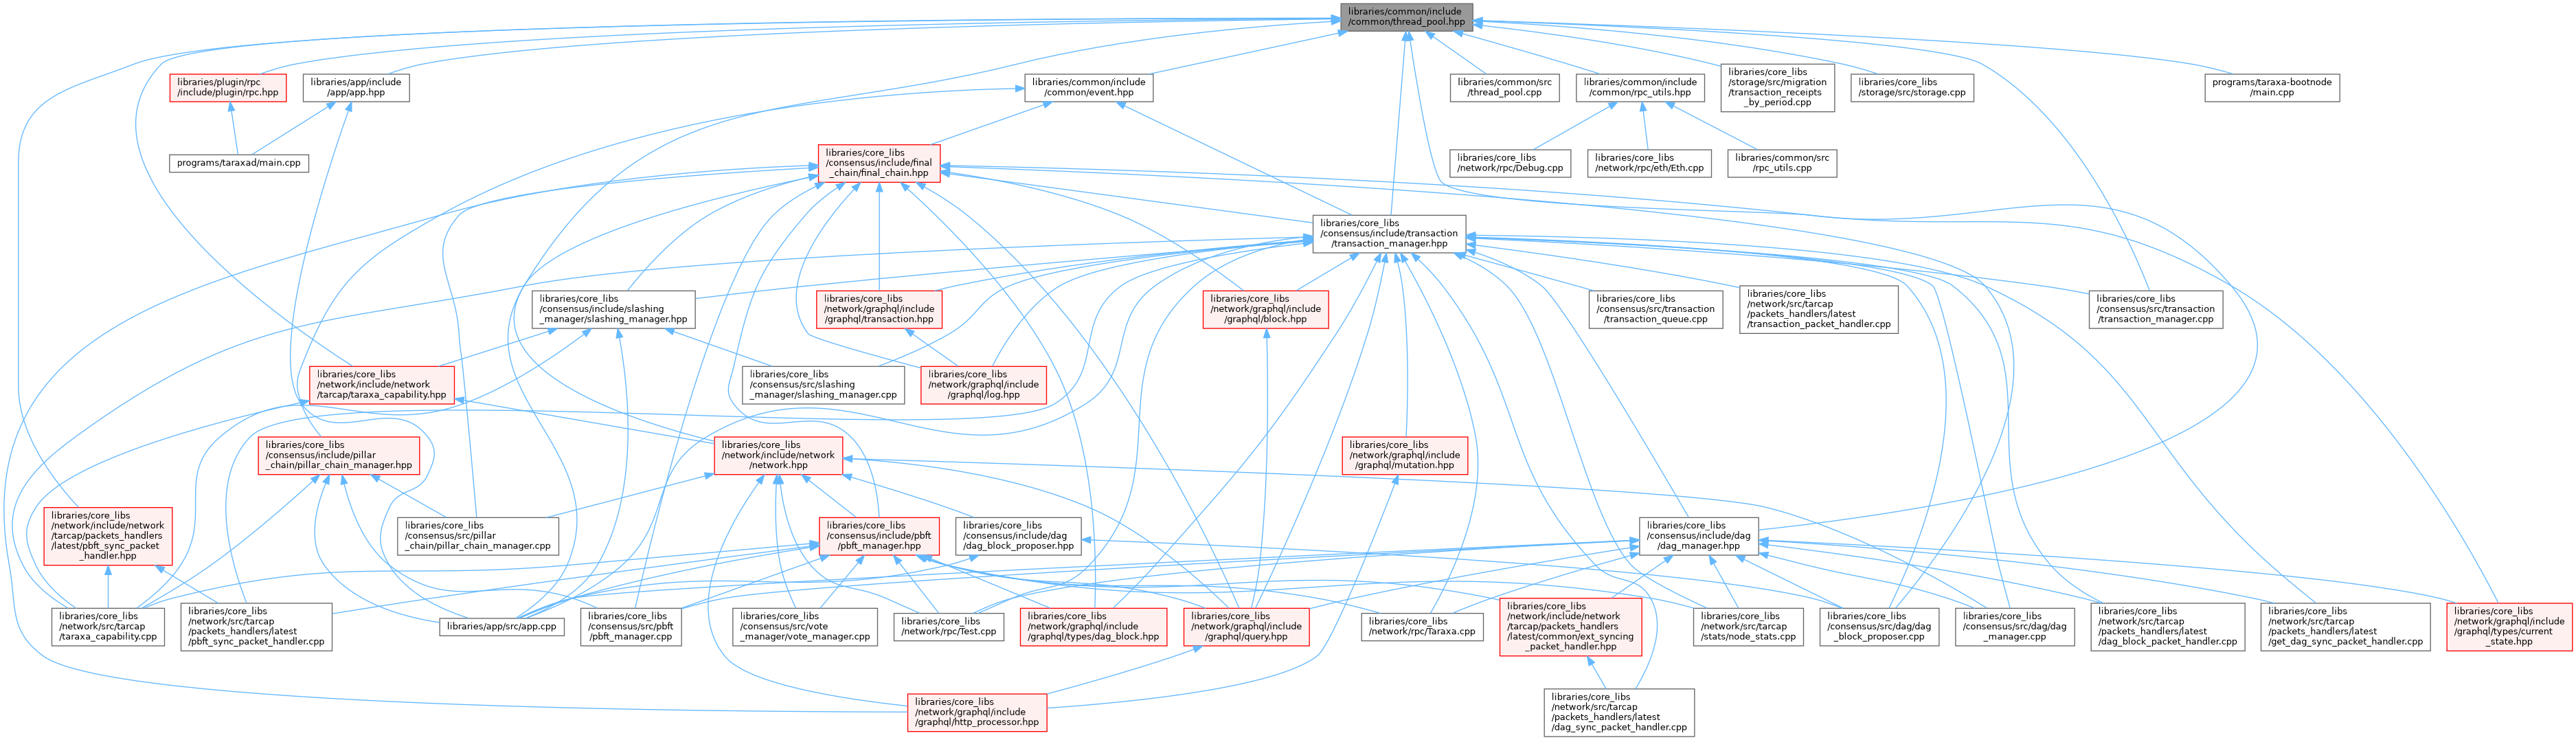 libraries/common/include
/common/thread_pool.hpp
libraries/plugin/rpc
/include/plugin/rpc.hpp
libraries/app/include
/app/app.hpp
libraries/common/include
/common/event.hpp
libraries/common/src
/thread_pool.cpp
libraries/common/include
/common/rpc_utils.hpp
libraries/core_libs
/storage/src/migration
/transaction_receipts
_by_period.cpp
libraries/core_libs
/storage/src/storage.cpp
programs/taraxa-bootnode
/main.cpp
programs/taraxad/main.cpp
libraries/core_libs
/consensus/include/final
_chain/final_chain.hpp
libraries/core_libs
/network/rpc/Debug.cpp
libraries/core_libs
/network/rpc/eth/Eth.cpp
libraries/common/src
/rpc_utils.cpp
libraries/core_libs
/consensus/include/transaction
/transaction_manager.hpp
libraries/core_libs
/consensus/include/slashing
_manager/slashing_manager.hpp
libraries/core_libs
/network/graphql/include
/graphql/transaction.hpp
libraries/core_libs
/network/graphql/include
/graphql/block.hpp
libraries/core_libs
/consensus/src/transaction
/transaction_queue.cpp
libraries/core_libs
/network/src/tarcap
/packets_handlers/latest
/transaction_packet_handler.cpp
libraries/core_libs
/consensus/src/transaction
/transaction_manager.cpp
libraries/core_libs
/network/include/network
/tarcap/taraxa_capability.hpp
libraries/core_libs
/consensus/src/slashing
_manager/slashing_manager.cpp
libraries/core_libs
/network/graphql/include
/graphql/log.hpp
libraries/core_libs
/consensus/include/pillar
_chain/pillar_chain_manager.hpp
libraries/core_libs
/network/include/network
/network.hpp
libraries/core_libs
/network/graphql/include
/graphql/mutation.hpp
libraries/core_libs
/network/include/network
/tarcap/packets_handlers
/latest/pbft_sync_packet
_handler.hpp
libraries/core_libs
/consensus/src/pillar
_chain/pillar_chain_manager.cpp
libraries/core_libs
/consensus/include/pbft
/pbft_manager.hpp
libraries/core_libs
/consensus/include/dag
/dag_block_proposer.hpp
libraries/core_libs
/consensus/include/dag
/dag_manager.hpp
libraries/core_libs
/network/src/tarcap
/taraxa_capability.cpp
libraries/core_libs
/network/src/tarcap
/packets_handlers/latest
/pbft_sync_packet_handler.cpp
libraries/app/src/app.cpp
libraries/core_libs
/consensus/src/pbft
/pbft_manager.cpp
libraries/core_libs
/consensus/src/vote
_manager/vote_manager.cpp
libraries/core_libs
/network/rpc/Test.cpp
libraries/core_libs
/network/graphql/include
/graphql/types/dag_block.hpp
libraries/core_libs
/network/graphql/include
/graphql/query.hpp
libraries/core_libs
/network/rpc/Taraxa.cpp
libraries/core_libs
/network/include/network
/tarcap/packets_handlers
/latest/common/ext_syncing
_packet_handler.hpp
libraries/core_libs
/network/src/tarcap
/stats/node_stats.cpp
libraries/core_libs
/consensus/src/dag/dag
_block_proposer.cpp
libraries/core_libs
/consensus/src/dag/dag
_manager.cpp
libraries/core_libs
/network/src/tarcap
/packets_handlers/latest
/dag_block_packet_handler.cpp
libraries/core_libs
/network/src/tarcap
/packets_handlers/latest
/get_dag_sync_packet_handler.cpp
libraries/core_libs
/network/graphql/include
/graphql/types/current
_state.hpp
libraries/core_libs
/network/graphql/include
/graphql/http_processor.hpp
libraries/core_libs
/network/src/tarcap
/packets_handlers/latest
/dag_sync_packet_handler.cpp